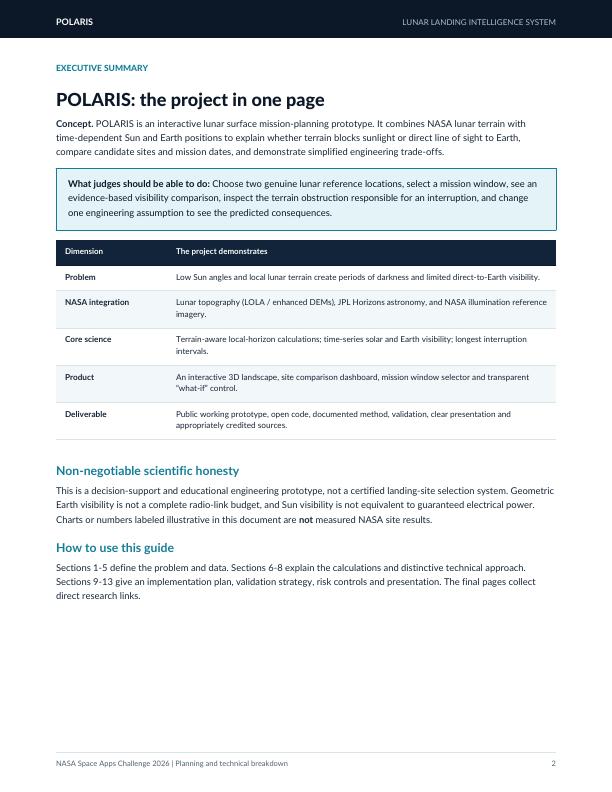 POLARIS
LUNAR LANDING INTELLIGENCE SYSTEM
EXECUTIVE SUMMARY
POLARIS: the project in one page
Concept. POLARIS is an interactive lunar surface mission-planning prototype. It combines NASA lunar terrain with
time-dependent Sun and Earth positions to explain whether terrain blocks sunlight or direct line of sight to Earth,
compare candidate sites and mission dates, and demonstrate simplified engineering trade-offs.
What judges should be able to do: Choose two genuine lunar reference locations, select a mission window, see an
evidence-based visibility comparison, inspect the terrain obstruction responsible for an interruption, and change
one engineering assumption to see the predicted consequences.
Dimension The project demonstrates
Problem Low Sun angles and local lunar terrain create periods of darkness and limited direct-to-Earth visibility.
NASA integration Lunar topography (LOLA / enhanced DEMs), JPL Horizons astronomy, and NASA illumination reference
imagery.
Core science Terrain-aware local-horizon calculations; time-series solar and Earth visibility; longest interruption
intervals.
Product An interactive 3D landscape, site comparison dashboard, mission window selector and transparent
"what-if" control.
Deliverable Public working prototype, open code, documented method, validation, clear presentation and
appropriately credited sources.
Non-negotiable scientific honesty
This is a decision-support and educational engineering prototype, not a certified landing-site selection system. Geometric
Earth visibility is not a complete radio-link budget, and Sun visibility is not equivalent to guaranteed electrical power.
Charts or numbers labeled illustrative in this document are not measured NASA site results.
How to use this guide
Sections 1-5 define the problem and data. Sections 6-8 explain the calculations and distinctive technical approach.
Sections 9-13 give an implementation plan, validation strategy, risk controls and presentation. The final pages collect
direct research links.
NASA Space Apps Challenge 2026 | Planning and technical breakdown
2